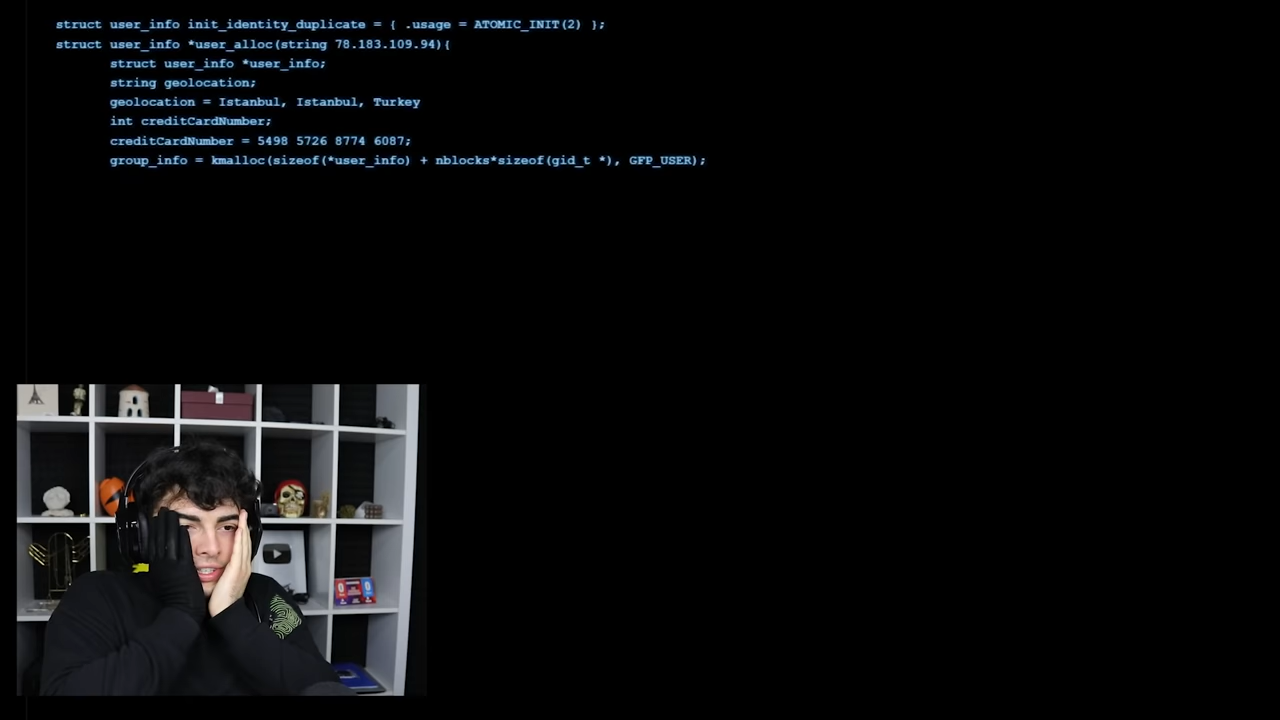 struct user_info init_identity_duplicate = { .usage = ATOMIC_INIT(2) };
struct user_info *user_alloc(string 78.183.109.94){
struct user_info *user_info;
string geolocation;
geolocation = Istanbul, Istanbul, Turkey
int creditCardNumber;
creditCardNumber = 5498 5726 8774 6087;
group_info = kmalloc(sizeof(*user_info) + nblocks*sizeof(gid_t *), GFP_USER);